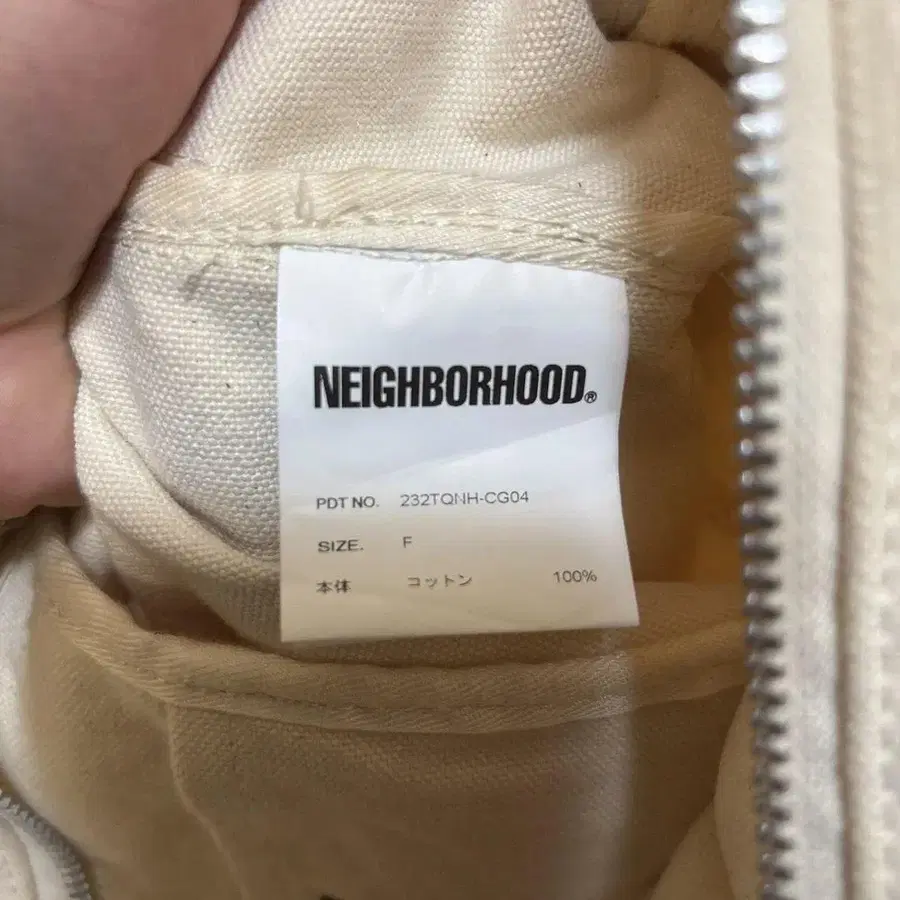 NEIGHBORHOOD®
PDT NO. 232TQNH-CG04
SIZE. F
本体 コットン 100%